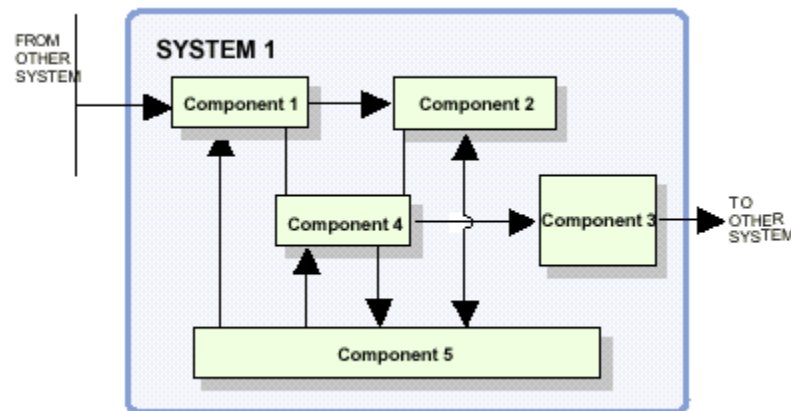 FROM
OTHER
SYSTEM
SYSTEM 1
Component 1
Component 2
Component 4
Component 3
TO
OTHER
SYSTEM
Component 5